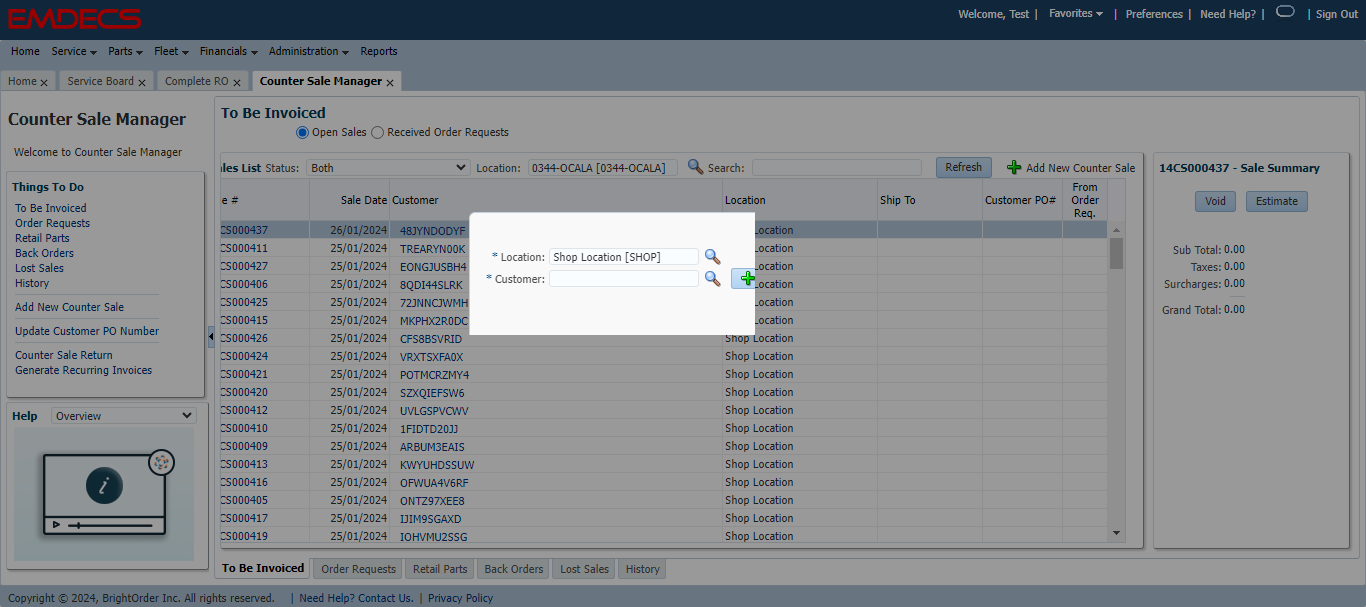 EMDECS
Welcome, Test | Favorites | Preferences | Need Help? | | Sign Out
Home Service Parts Fleet Financials Administration Reports
Home x Service Board x Complete RO x Counter Sale Manager x
Counter Sale Manager
Welcome to Counter Sale Manager
Things To Do
To Be Invoiced
Order Requests
Retail Parts
Back Orders
Lost Sales
History
Add New Counter Sale
Update Customer PO Number
Counter Sale Return
Generate Recurring Invoices
Help Overview
i
To Be Invoiced
Open Sales Received Order Requests
les List Status: Both Location: 0344-OCALA [0344-OCALA] Search: Refresh Add New Counter Sale
e # Sale Date Customer Location Ship To Customer PO# From Order Req.
CS000437 26/01/2024 48JYNDODYF Location
CS000411 25/01/2024 TREARYN00K Location
CS000427 25/01/2024 EONGJUSBH4 Location
CS000406 25/01/2024 8QDI44SLRK Location
CS000425 25/01/2024 72JNNCJWMH Location
CS000415 25/01/2024 MKPHX2R0DC Location
CS000426 25/01/2024 CFS8BSVRID Shop Location
CS000424 25/01/2024 VRXTSXFA0X Shop Location
CS000421 25/01/2024 POTMCRZMY4 Shop Location
CS000420 25/01/2024 SZXQIEFSW6 Shop Location
CS000412 25/01/2024 UVLGSPVCWV Shop Location
CS000410 25/01/2024 1FIDTD20JJ Shop Location
CS000409 25/01/2024 ARBUM3EAIS Shop Location
CS000413 25/01/2024 KWYUHDSSUW Shop Location
CS000416 25/01/2024 OFWUA4V6RF Shop Location
CS000405 25/01/2024 ONTZ97XEE8 Shop Location
CS000417 25/01/2024 IJIM9SGAXD Shop Location
CS000419 25/01/2024 IOHVMU2SSG Shop Location
* Location: Shop Location [SHOP]
* Customer:
14CS000437 - Sale Summary
Void Estimate
Sub Total: 0.00
Taxes: 0.00
Surcharges: 0.00
Grand Total: 0.00
To Be Invoiced Order Requests Retail Parts Back Orders Lost Sales History
Copyright © 2024, BrightOrder Inc. All rights reserved. | Need Help? Contact Us. | Privacy Policy